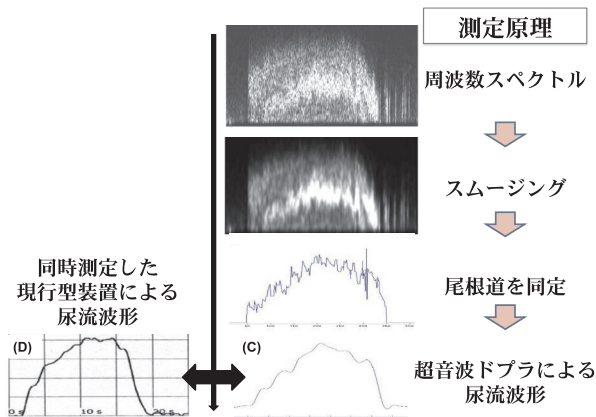 測定原理
周波数スペクトル
スムージング
尾根道を同定
超音波ドプラによる
尿流波形
同時測定した
現行型装置による
尿流波形
(D)
(C)
0 s
10 s
20 s